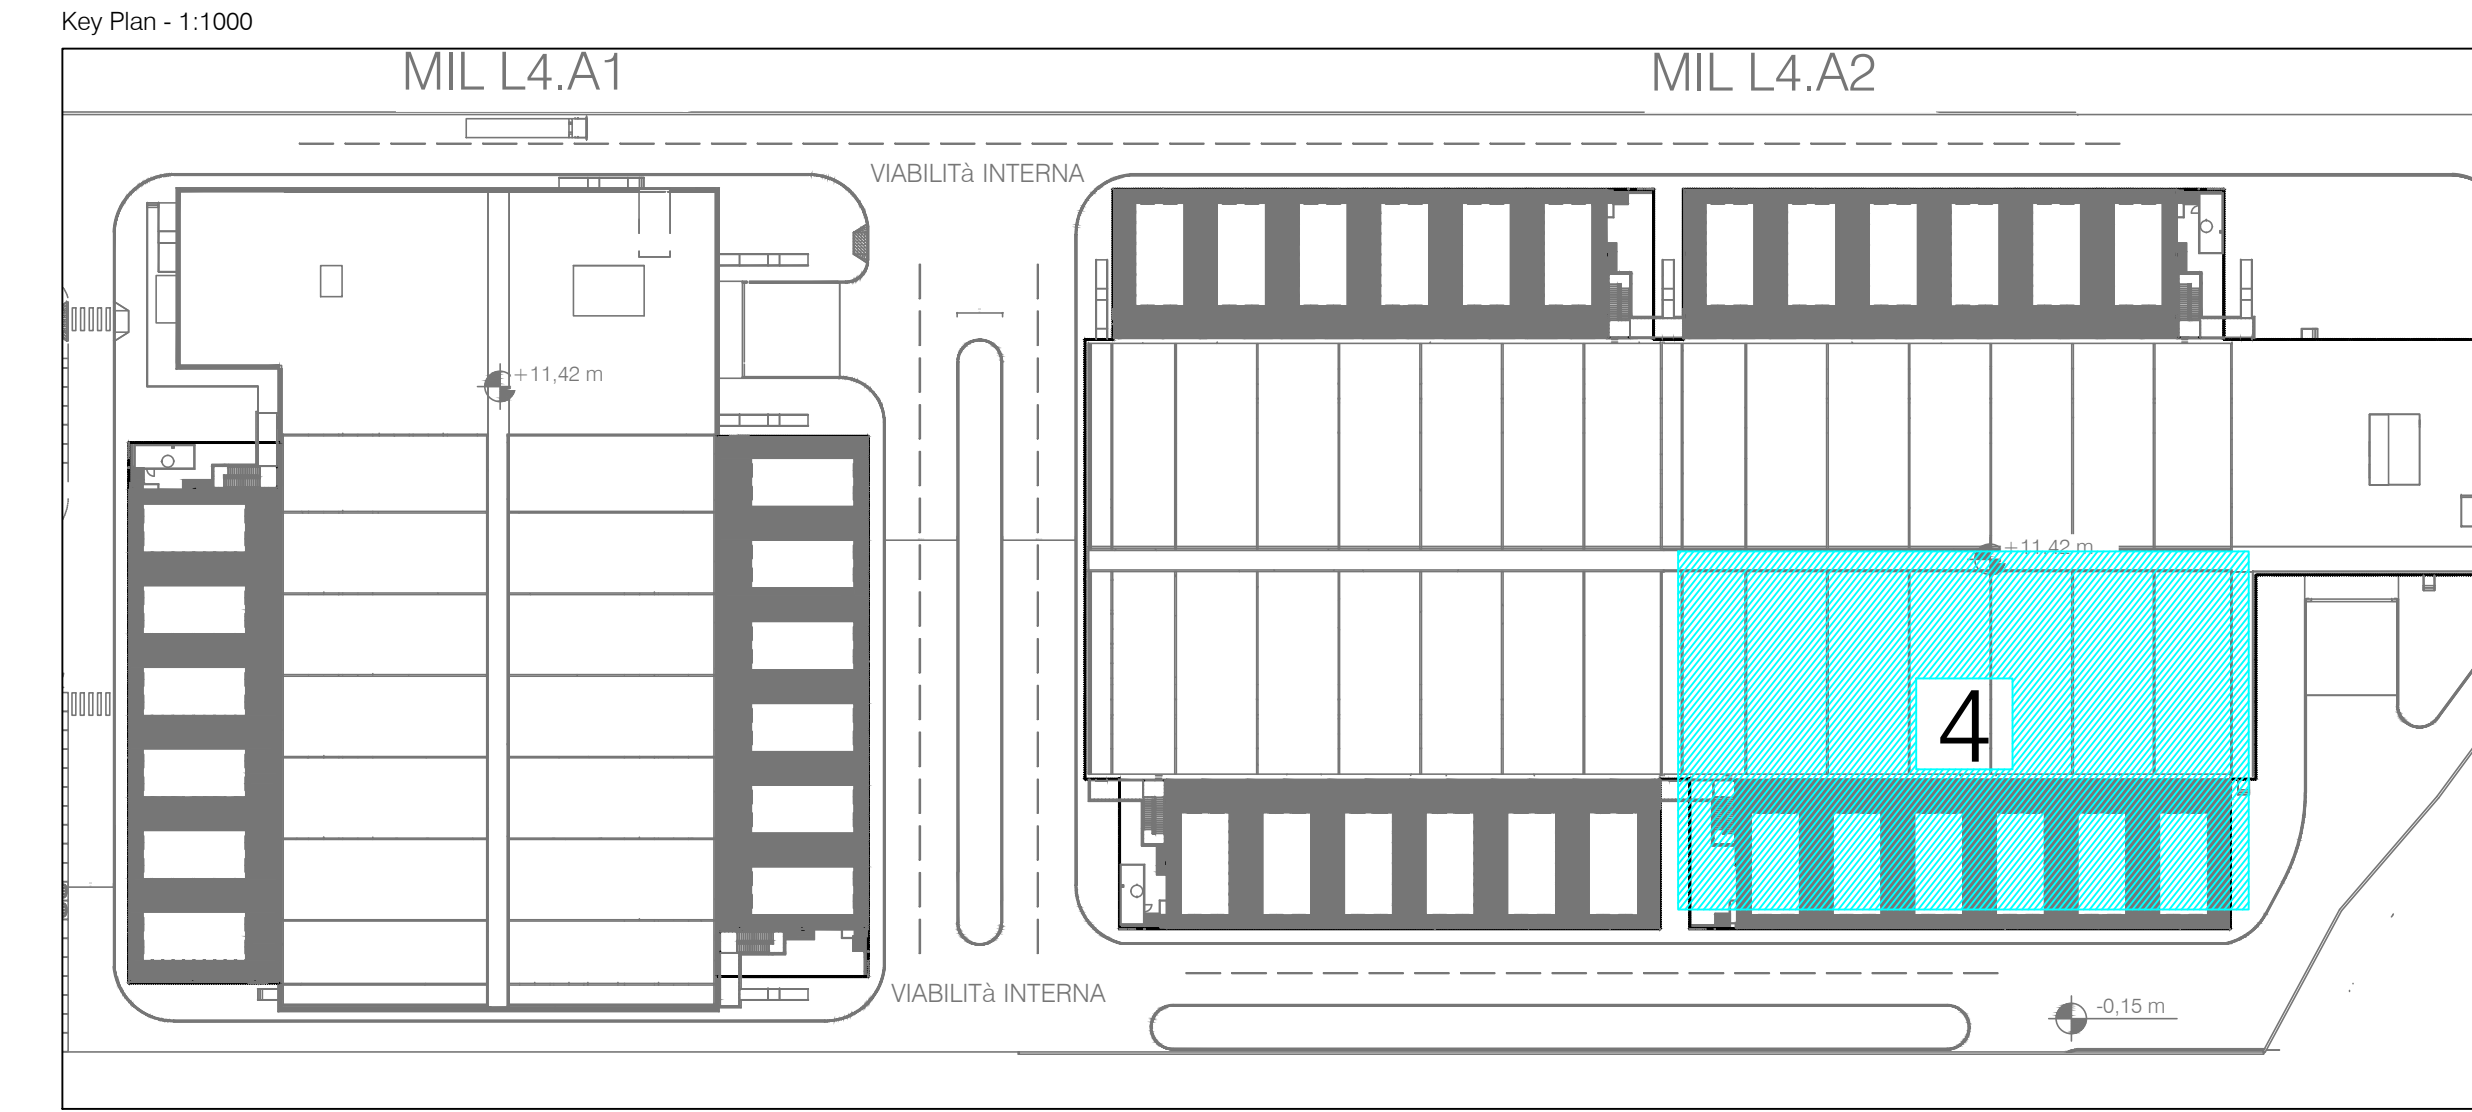 Key Plan - 1:1000
MIL L4.A1
MIL L4.A2
VIABILITà INTERNA
+11,42 m
+11,42 m
4
VIABILITà INTERNA
-0,15 m